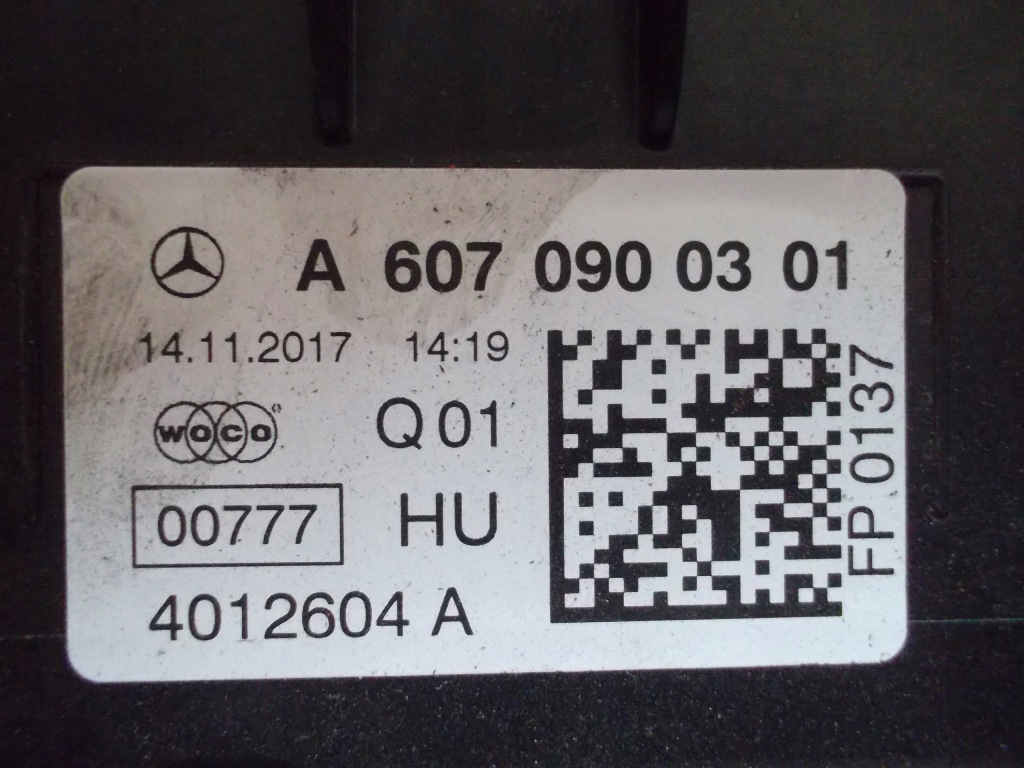 A 607 090 03 01
14.11.2017 14:19
woco® Q 01
00777 HU
4012604 A
FP 0137